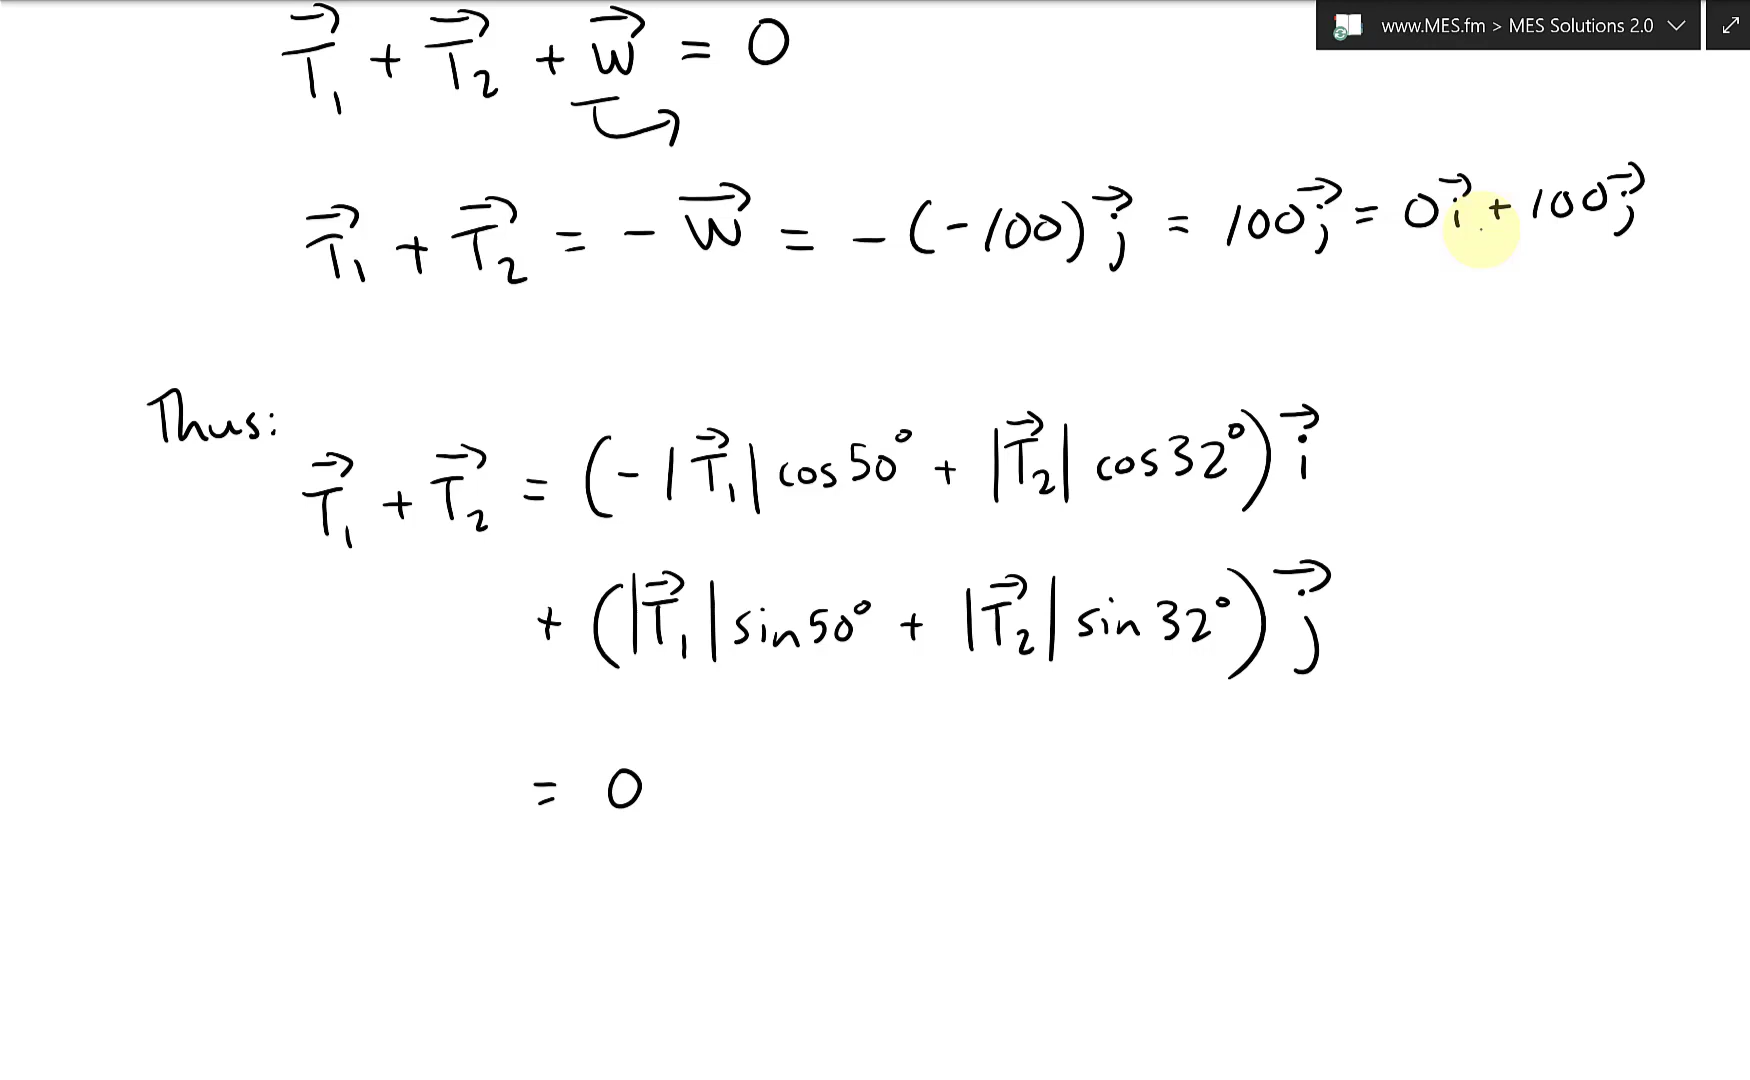 www.MES.fm > MES Solutions 2.0
T⃗₁ + T⃗₂ + w⃗ = 0
T⃗₁ + T⃗₂ = - w⃗ = - (-100) j⃗ = 100 j⃗ = 0 i⃗ + 100 j⃗
Thus:
T⃗₁ + T⃗₂ = (- |T⃗₁| cos 50° + |T⃗₂| cos 32°) i⃗
+ (|T⃗₁| sin 50° + |T⃗₂| sin 32°) j⃗
= 0